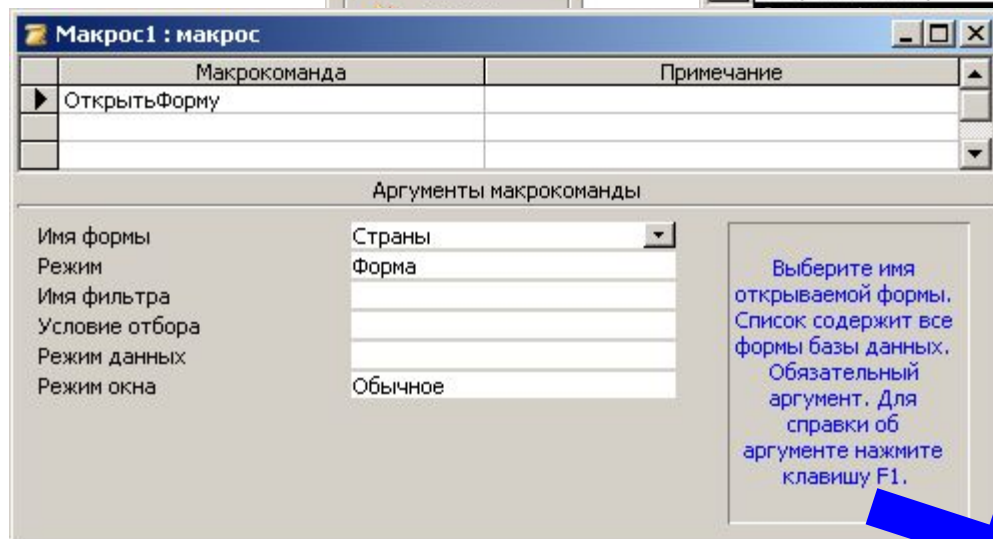 Макрос1 : макрос
Макрокоманда Примечание
ОткрытьФорму
Аргументы макрокоманды
Имя формы Страны
Режим Форма
Имя фильтра
Условие отбора
Режим данных
Режим окна Обычное
Выберите имя
открываемой формы.
Список содержит все
формы базы данных.
Обязательный
аргумент. Для
справки об
аргументе нажмите
клавишу F1.